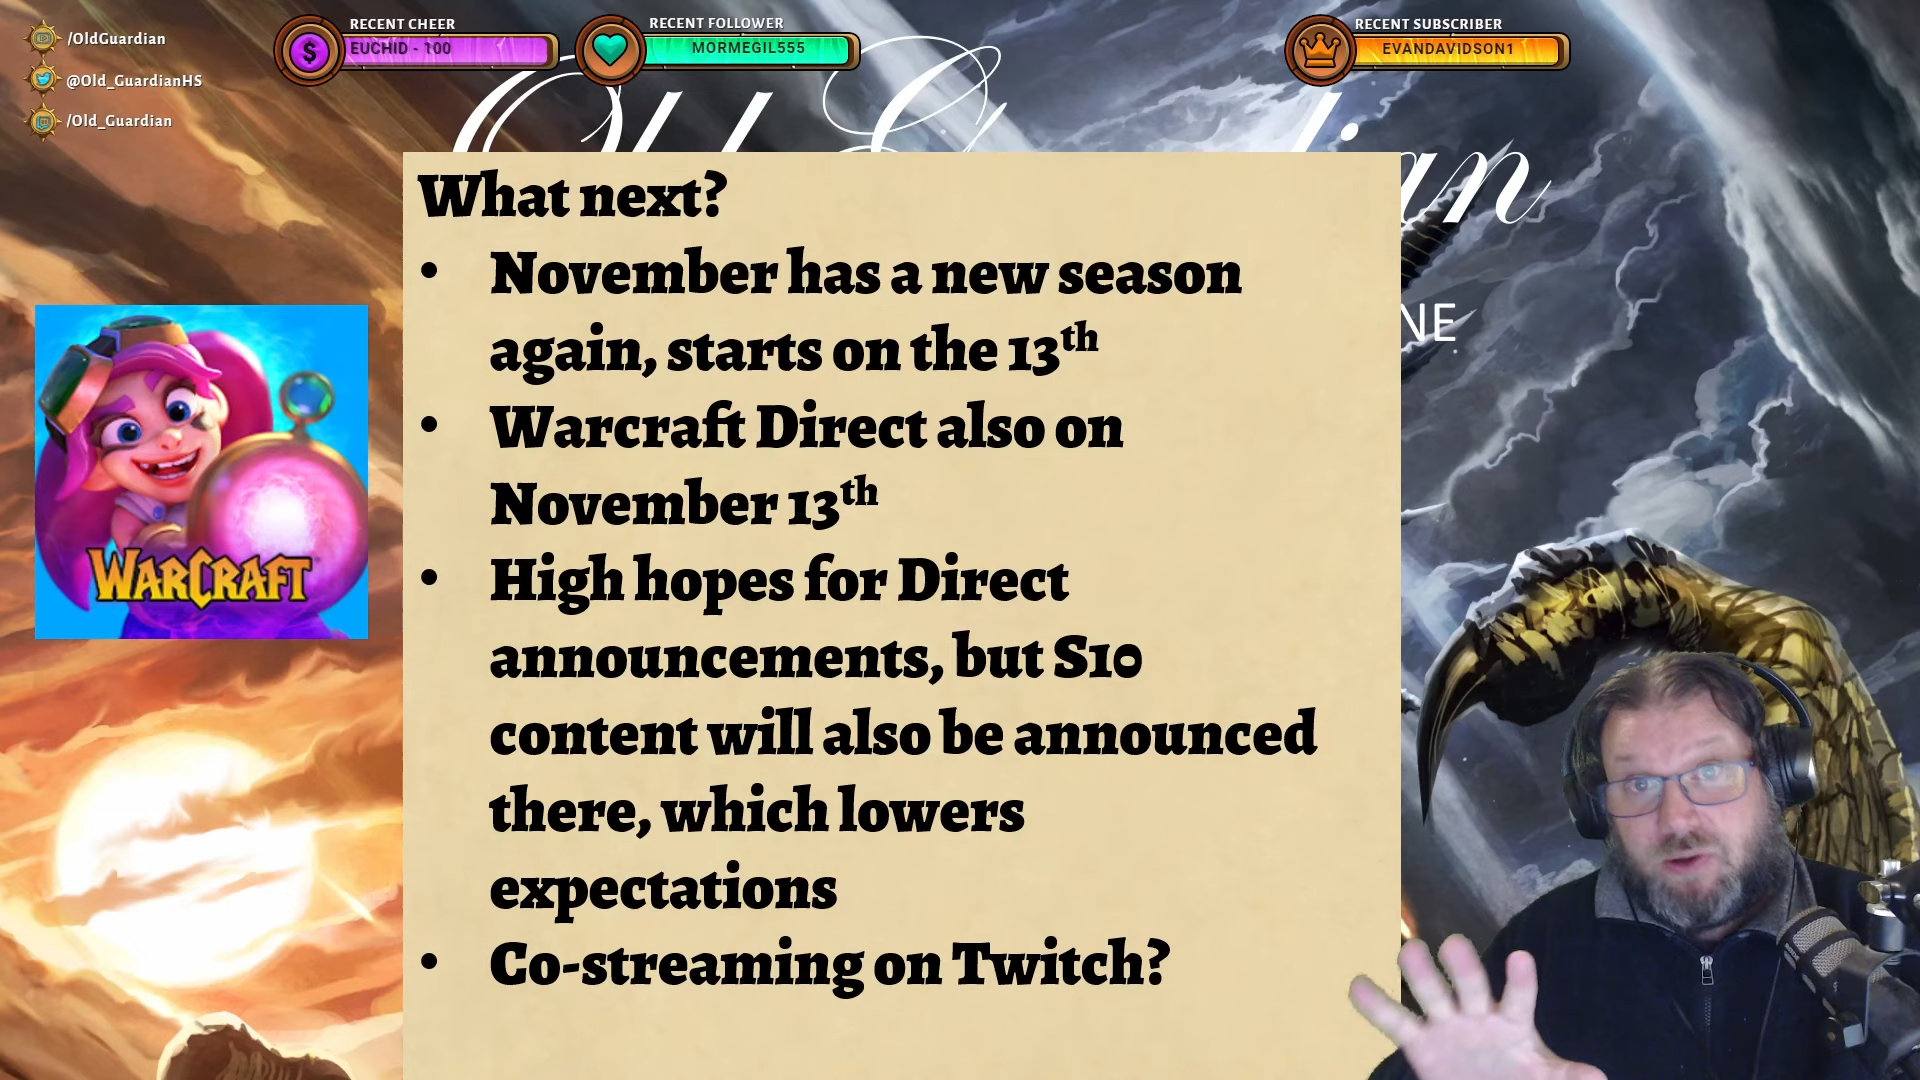 /OldGuardian
@Old_GuardianHS
/Old_Guardian
RECENT CHEER
EUCHID - 100
RECENT FOLLOWER
MORMEGIL555
RECENT SUBSCRIBER
EVANDAVIDSON1
What next?
• November has a new season
again, starts on the 13th
• Warcraft Direct also on
November 13th
• High hopes for Direct
announcements, but S10
content will also be announced
there, which lowers
expectations
• Co-streaming on Twitch?
WARCRAFT